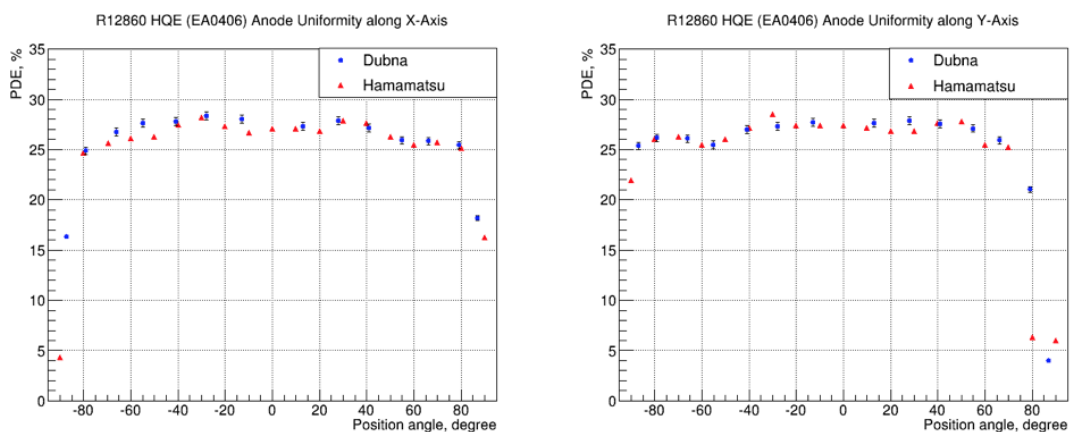 R12860 HQE (EA0406) Anode Uniformity along X-Axis
PDE, %
35
30
25
20
15
10
5
0
Dubna
Hamamatsu
-80 -60 -40 -20 0 20 40 60 80
Position angle, degree
R12860 HQE (EA0406) Anode Uniformity along Y-Axis
PDE, %
35
30
25
20
15
10
5
0
Dubna
Hamamatsu
-80 -60 -40 -20 0 20 40 60 80
Position angle, degree